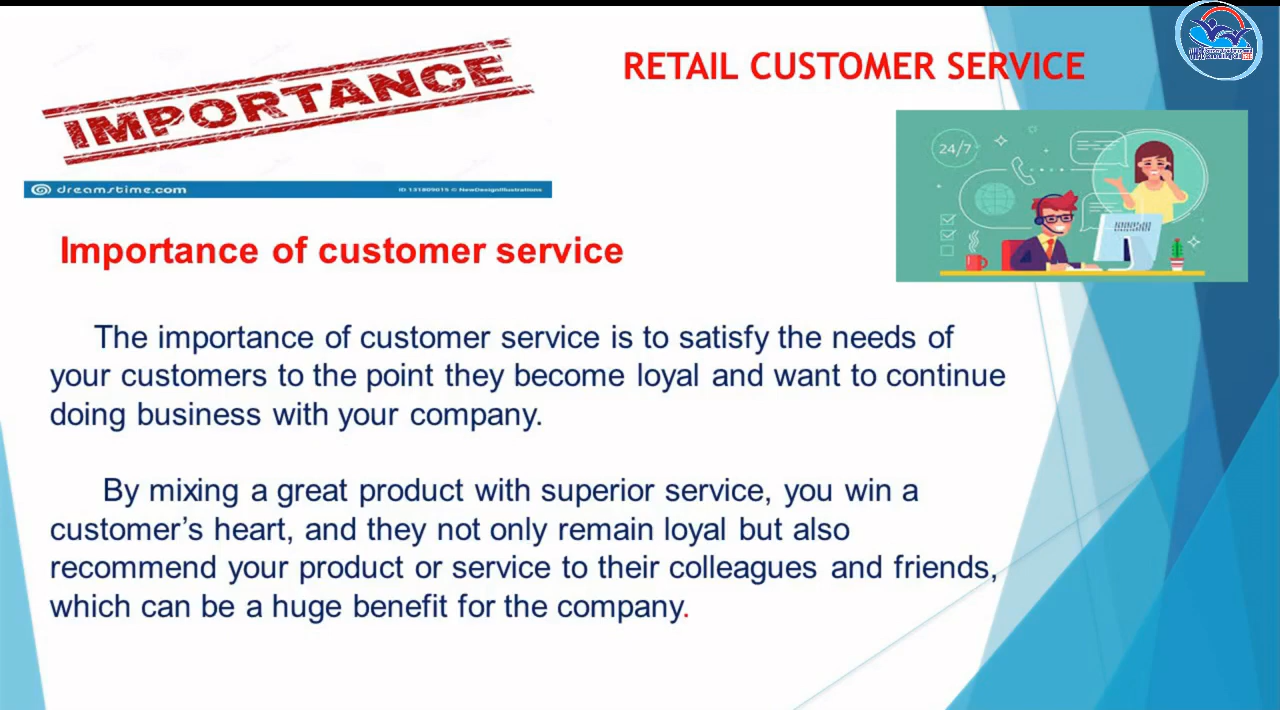 IMPORTANCE
dreamstime.com
ID 131809015 © NewDesignIllustrations
RETAIL CUSTOMER SERVICE
24/7
Importance of customer service
The importance of customer service is to satisfy the needs of
your customers to the point they become loyal and want to continue
doing business with your company.
By mixing a great product with superior service, you win a
customer’s heart, and they not only remain loyal but also
recommend your product or service to their colleagues and friends,
which can be a huge benefit for the company.